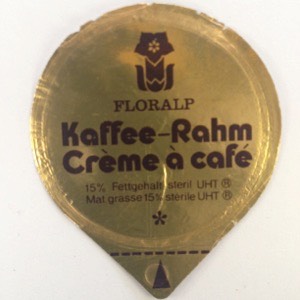 FLORALP
Kaffee-Rahm
Crème à café
15% Fettgehalt steril UHT ®
Mat.grasse 15% stérile UHT ®
*